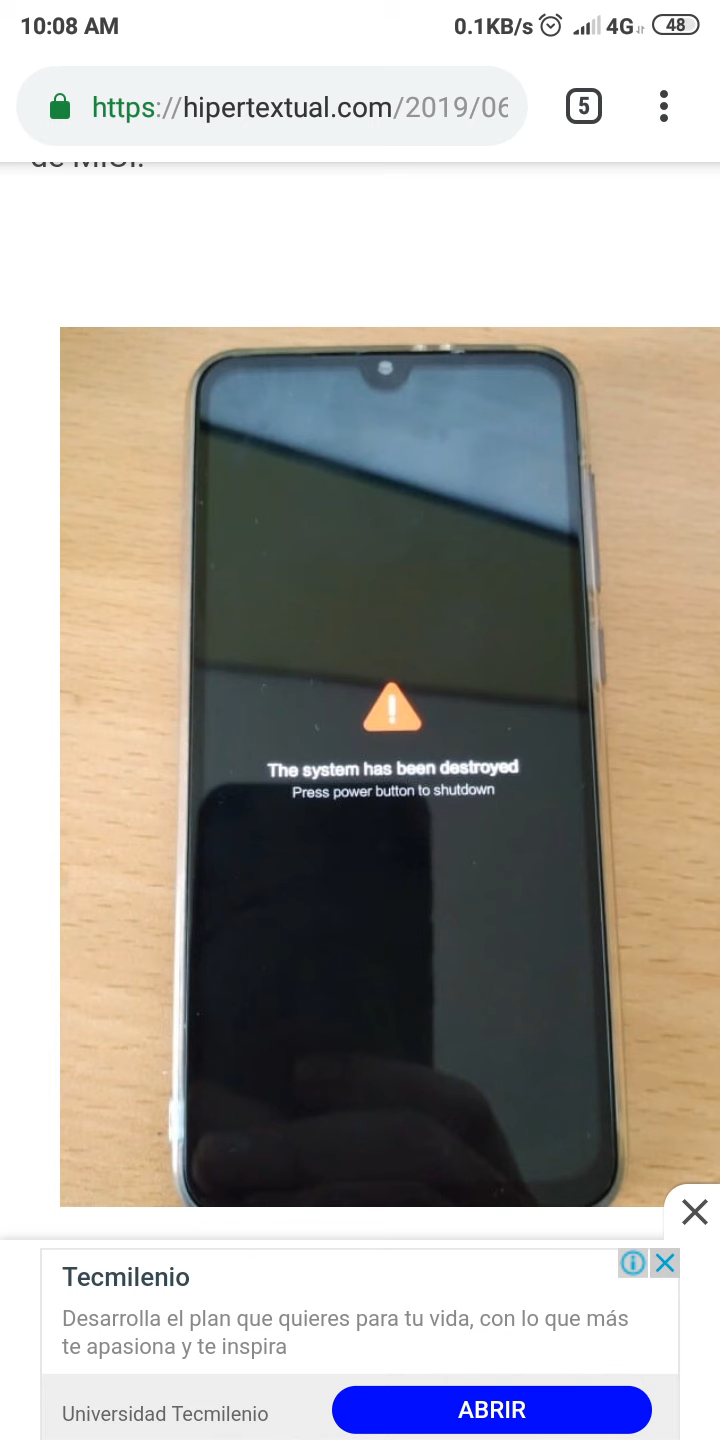 10:08 AM
0.1KB/s 4G 48
https://hipertextual.com/2019/06
5
de MIUI.
The system has been destroyed
Press power button to shutdown
Tecmilenio
Desarrolla el plan que quieres para tu vida, con lo que más
te apasiona y te inspira
Universidad Tecmilenio
ABRIR